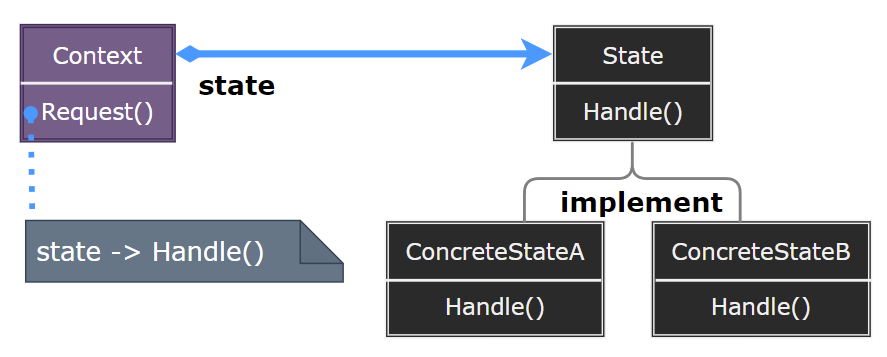 Context
Request()
state
State
Handle()
implement
state -> Handle()
ConcreteStateA
Handle()
ConcreteStateB
Handle()